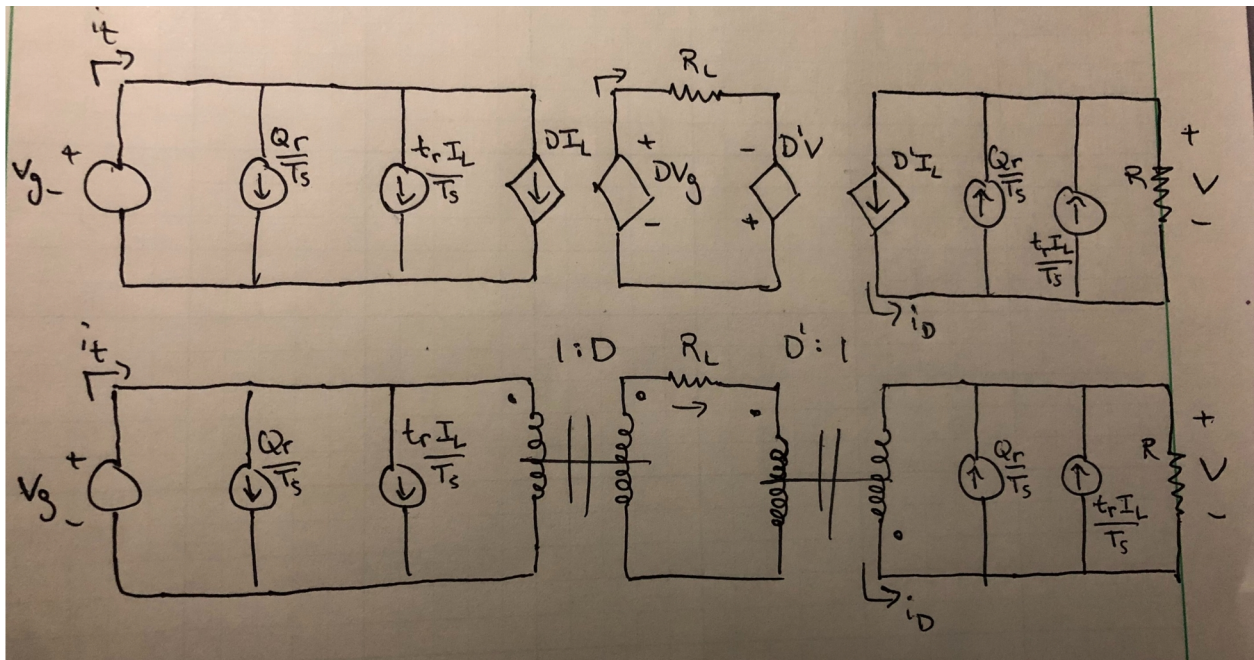 it
Vg + -
Qr/Ts
trIL/Ts
DIL
RL
+ DVg -
- D'V +
D'IL
Qr/Ts
trIL/Ts
R
+ V -
iD
it
1:D
RL
D':1
Vg + -
Qr/Ts
trIL/Ts
Qr/Ts
trIL/Ts
R
+ V -
iD